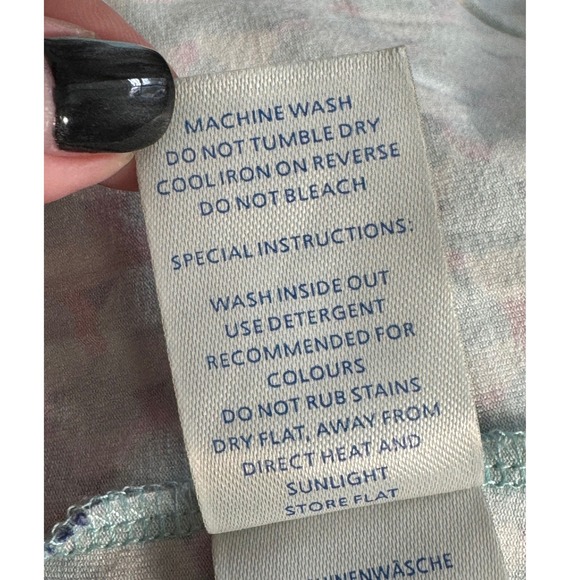 MACHINE WASH
DO NOT TUMBLE DRY
COOL IRON ON REVERSE
DO NOT BLEACH
SPECIAL INSTRUCTIONS:
WASH INSIDE OUT
USE DETERGENT
RECOMMENDED FOR
COLOURS
DO NOT RUB STAINS
DRY FLAT, AWAY FROM
DIRECT HEAT AND
SUNLIGHT
STORE FLAT